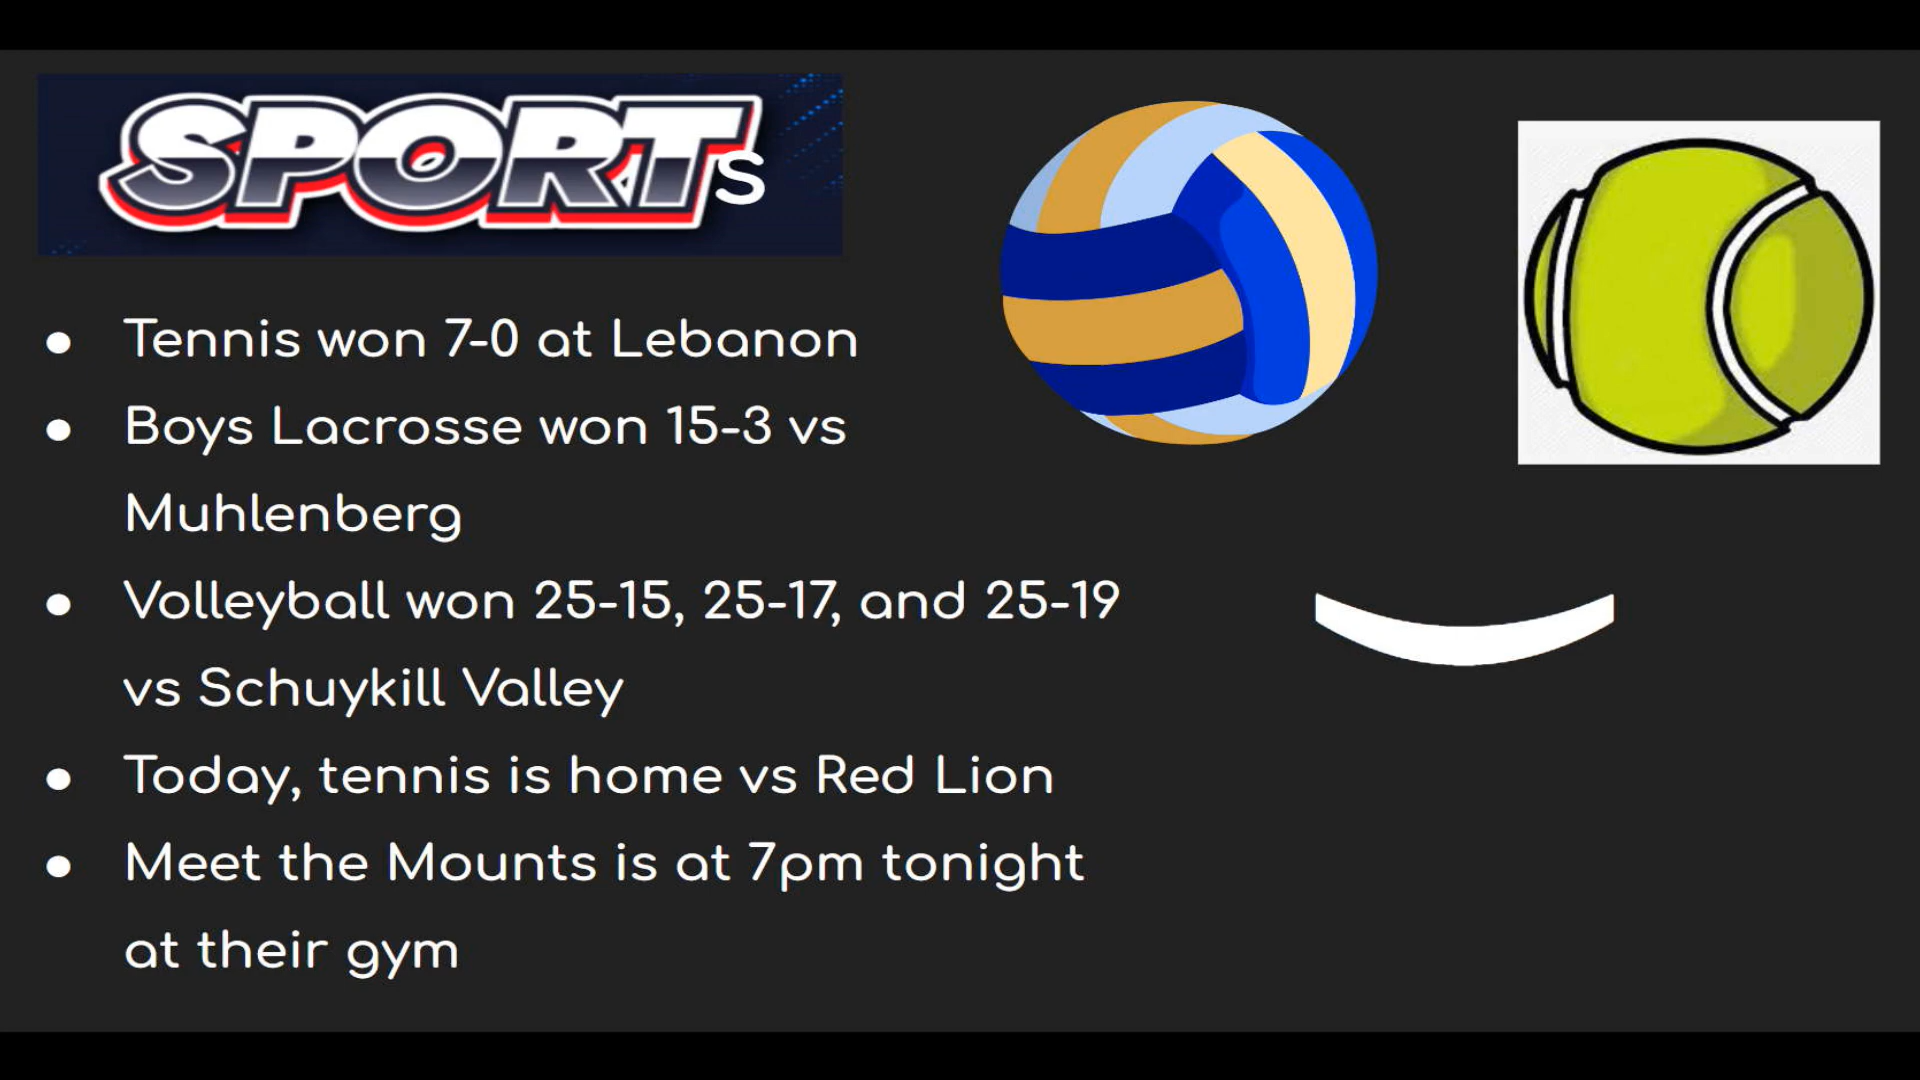 SPORTs
● Tennis won 7-0 at Lebanon
● Boys Lacrosse won 15-3 vs
Muhlenberg
● Volleyball won 25-15, 25-17, and 25-19
vs Schuykill Valley
● Today, tennis is home vs Red Lion
● Meet the Mounts is at 7pm tonight
at their gym